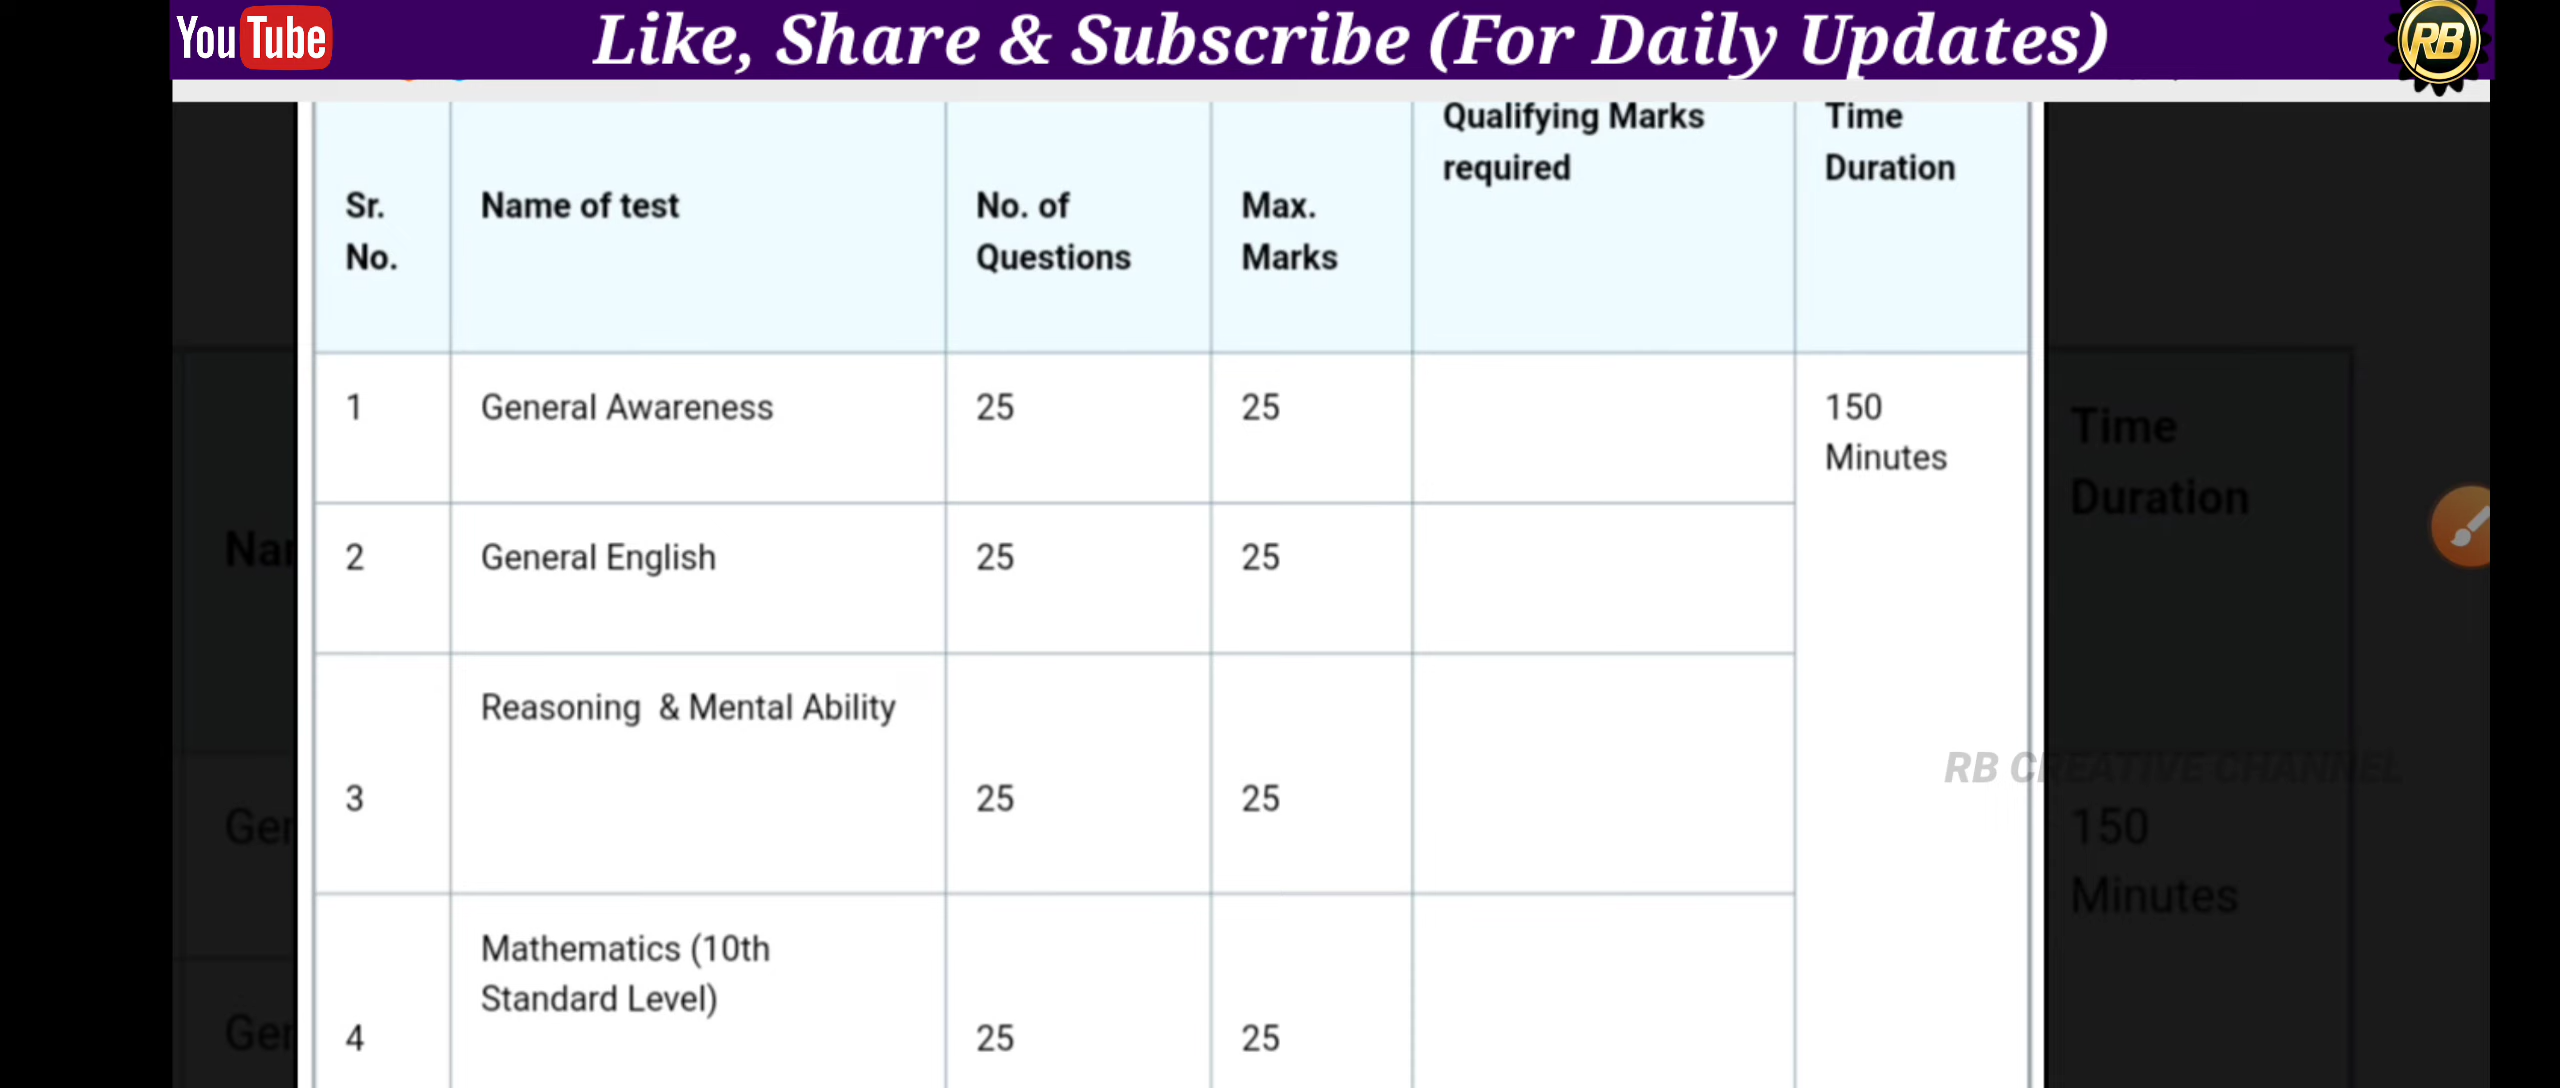 YouTube
Like, Share & Subscribe (For Daily Updates)
RB
Sr. No.
Name of test
No. of Questions
Max. Marks
Qualifying Marks required
Time Duration
1
General Awareness
25
25
150 Minutes
2
General English
25
25
3
Reasoning & Mental Ability
25
25
4
Mathematics (10th
Standard Level)
25
25
RB CREATIVE CHANNEL
Time
Duration
150
Minutes